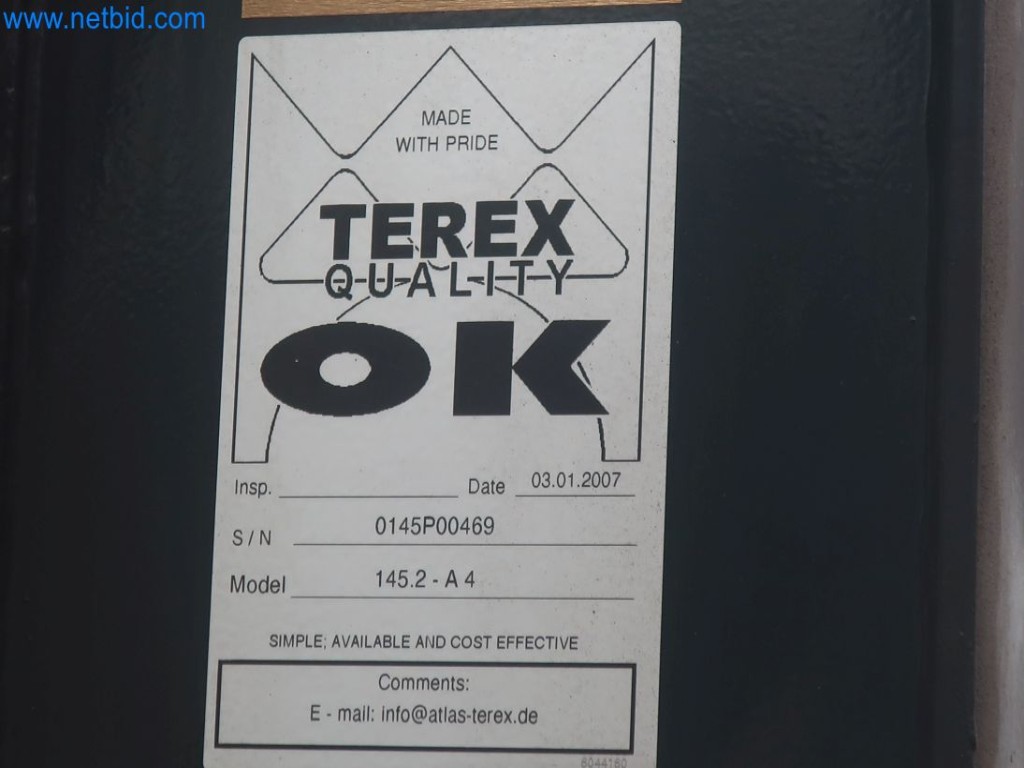 www.netbid.com
MADE
WITH PRIDE
TEREX
QUALITY
OK
Insp. Date 03.01.2007
S / N 0145P00469
Model 145.2 - A 4
SIMPLE; AVAILABLE AND COST EFFECTIVE
Comments:
E - mail: info@atlas-terex.de
6044160